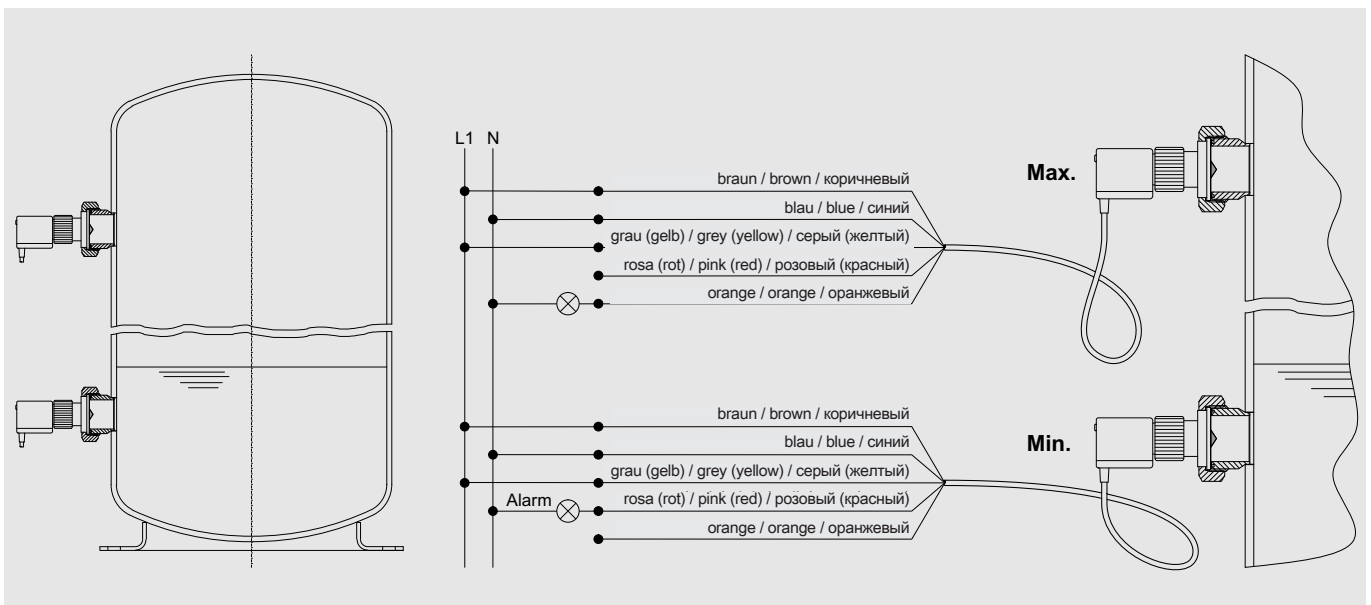 L1 N
braun / brown / коричневый
blau / blue / синий
grau (gelb) / grey (yellow) / серый (желтый)
rosa (rot) / pink (red) / розовый (красный)
orange / orange / оранжевый
Max.
braun / brown / коричневый
blau / blue / синий
grau (gelb) / grey (yellow) / серый (желтый)
Alarm
rosa (rot) / pink (red) / розовый (красный)
orange / orange / оранжевый
Min.